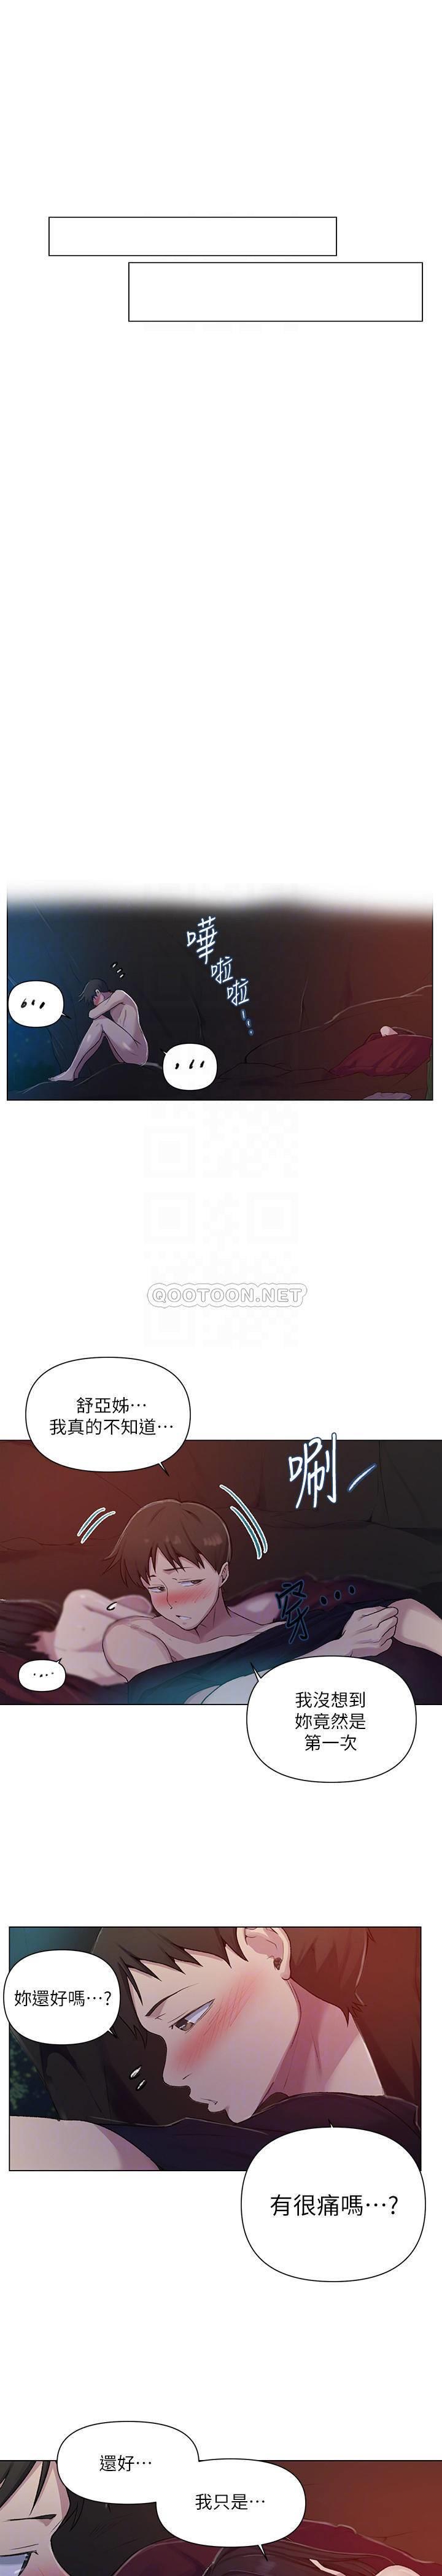 嘩
啦
啦
…
QOOTOON.NET
舒亞姊…
我真的不知道…
唰
穿…
我沒想到
妳竟然是
第一次
妳還好嗎…?
有很痛嗎…?
還好…
我只是…